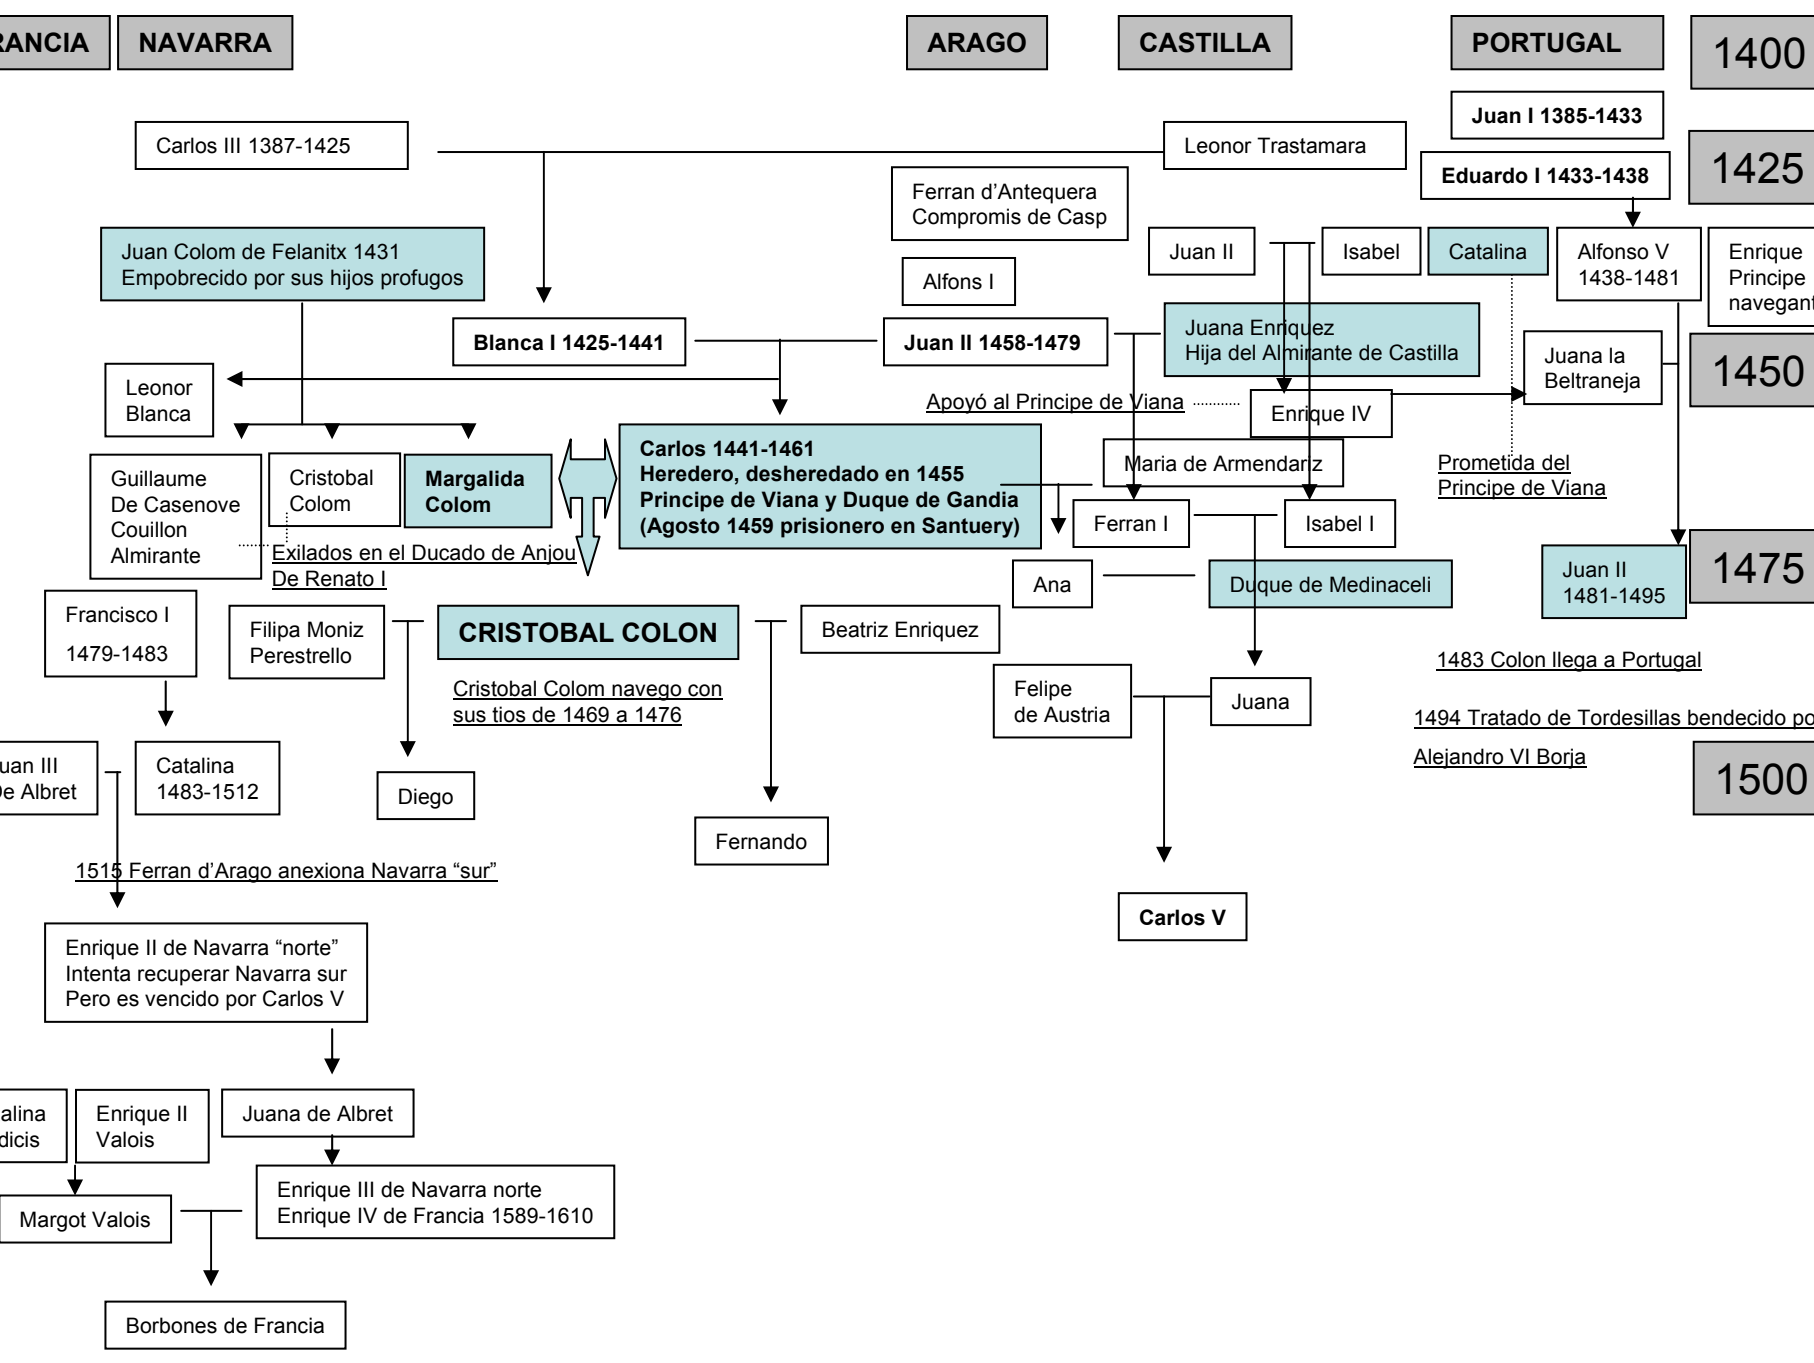 RANCIA
NAVARRA
ARAGO
CASTILLA
PORTUGAL
1400
Juan I 1385-1433
Carlos III 1387-1425
Leonor Trastamara
1425
Eduardo I 1433-1438
Ferran d’Antequera
Compromis de Casp
Juan Colom de Felanitx 1431
Empobrecido por sus hijos profugos
Juan II
Isabel
Catalina
Alfonso V
1438-1481
Enrique
Principe
navegant
Alfons I
Blanca I 1425-1441
Juan II 1458-1479
Juana Enriquez
Hija del Almirante de Castilla
Juana la
Beltraneja
1450
Leonor
Blanca
Apoyó al Principe de Viana
Enrique IV
Carlos 1441-1461
Heredero, desheredado en 1455
Principe de Viana y Duque de Gandia
(Agosto 1459 prisionero en Santuery)
Maria de Armendariz
Prometida del
Principe de Viana
Guillaume
De Casenove
Couillon
Almirante
Cristobal
Colom
Margalida
Colom
Ferran I
Isabel I
Exilados en el Ducado de Anjou
De Renato I
Ana
Duque de Medinaceli
Juan II
1481-1495
1475
Francisco I
1479-1483
Filipa Moniz
Perestrello
CRISTOBAL COLON
Beatriz Enriquez
1483 Colon llega a Portugal
Cristobal Colom navego con
sus tios de 1469 a 1476
Felipe
de Austria
Juana
1494 Tratado de Tordesillas bendecido po
Alejandro VI Borja
1500
uan III
De Albret
Catalina
1483-1512
Diego
Fernando
1515 Ferran d’Arago anexiona Navarra “sur”
Carlos V
Enrique II de Navarra “norte”
Intenta recuperar Navarra sur
Pero es vencido por Carlos V
alina
dicis
Enrique II
Valois
Juana de Albret
Margot Valois
Enrique III de Navarra norte
Enrique IV de Francia 1589-1610
Borbones de Francia